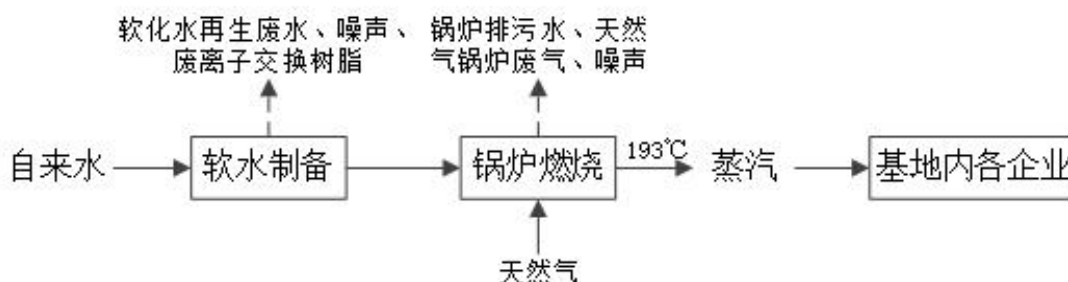 软化水再生废水、噪声、
废离子交换树脂
锅炉排污水、天然
气锅炉废气、噪声
自来水
软水制备
锅炉燃烧
193℃
蒸汽
基地内各企业
天然气